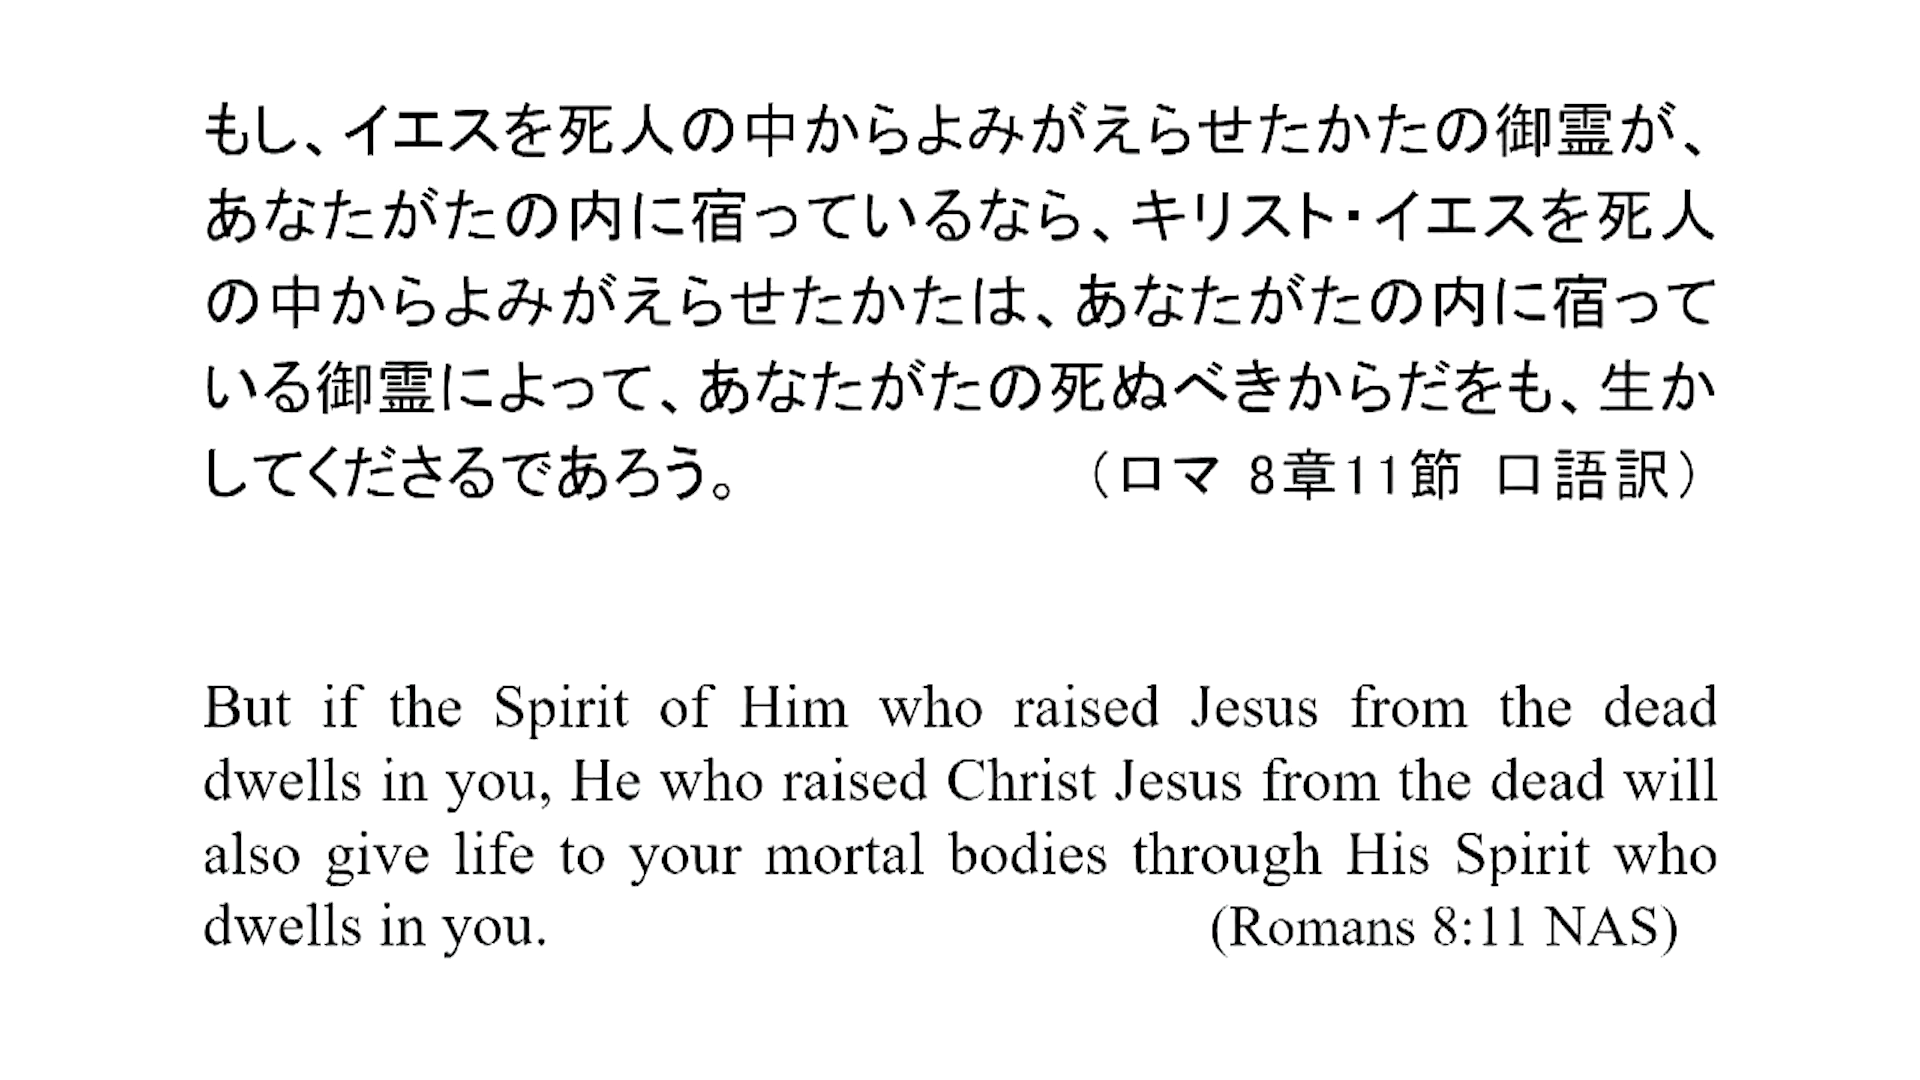 もし、イエスを死人の中からよみがえらせたかたの御霊が、
あなたがたの内に宿っているなら、キリスト・イエスを死人
の中からよみがえらせたかたは、あなたがたの内に宿って
いる御霊によって、あなたがたの死ぬべきからだをも、生か
してくださるであろう。 （ロマ 8章11節 口語訳）
But if the Spirit of Him who raised Jesus from the dead
dwells in you, He who raised Christ Jesus from the dead will
also give life to your mortal bodies through His Spirit who
dwells in you. (Romans 8:11 NAS)